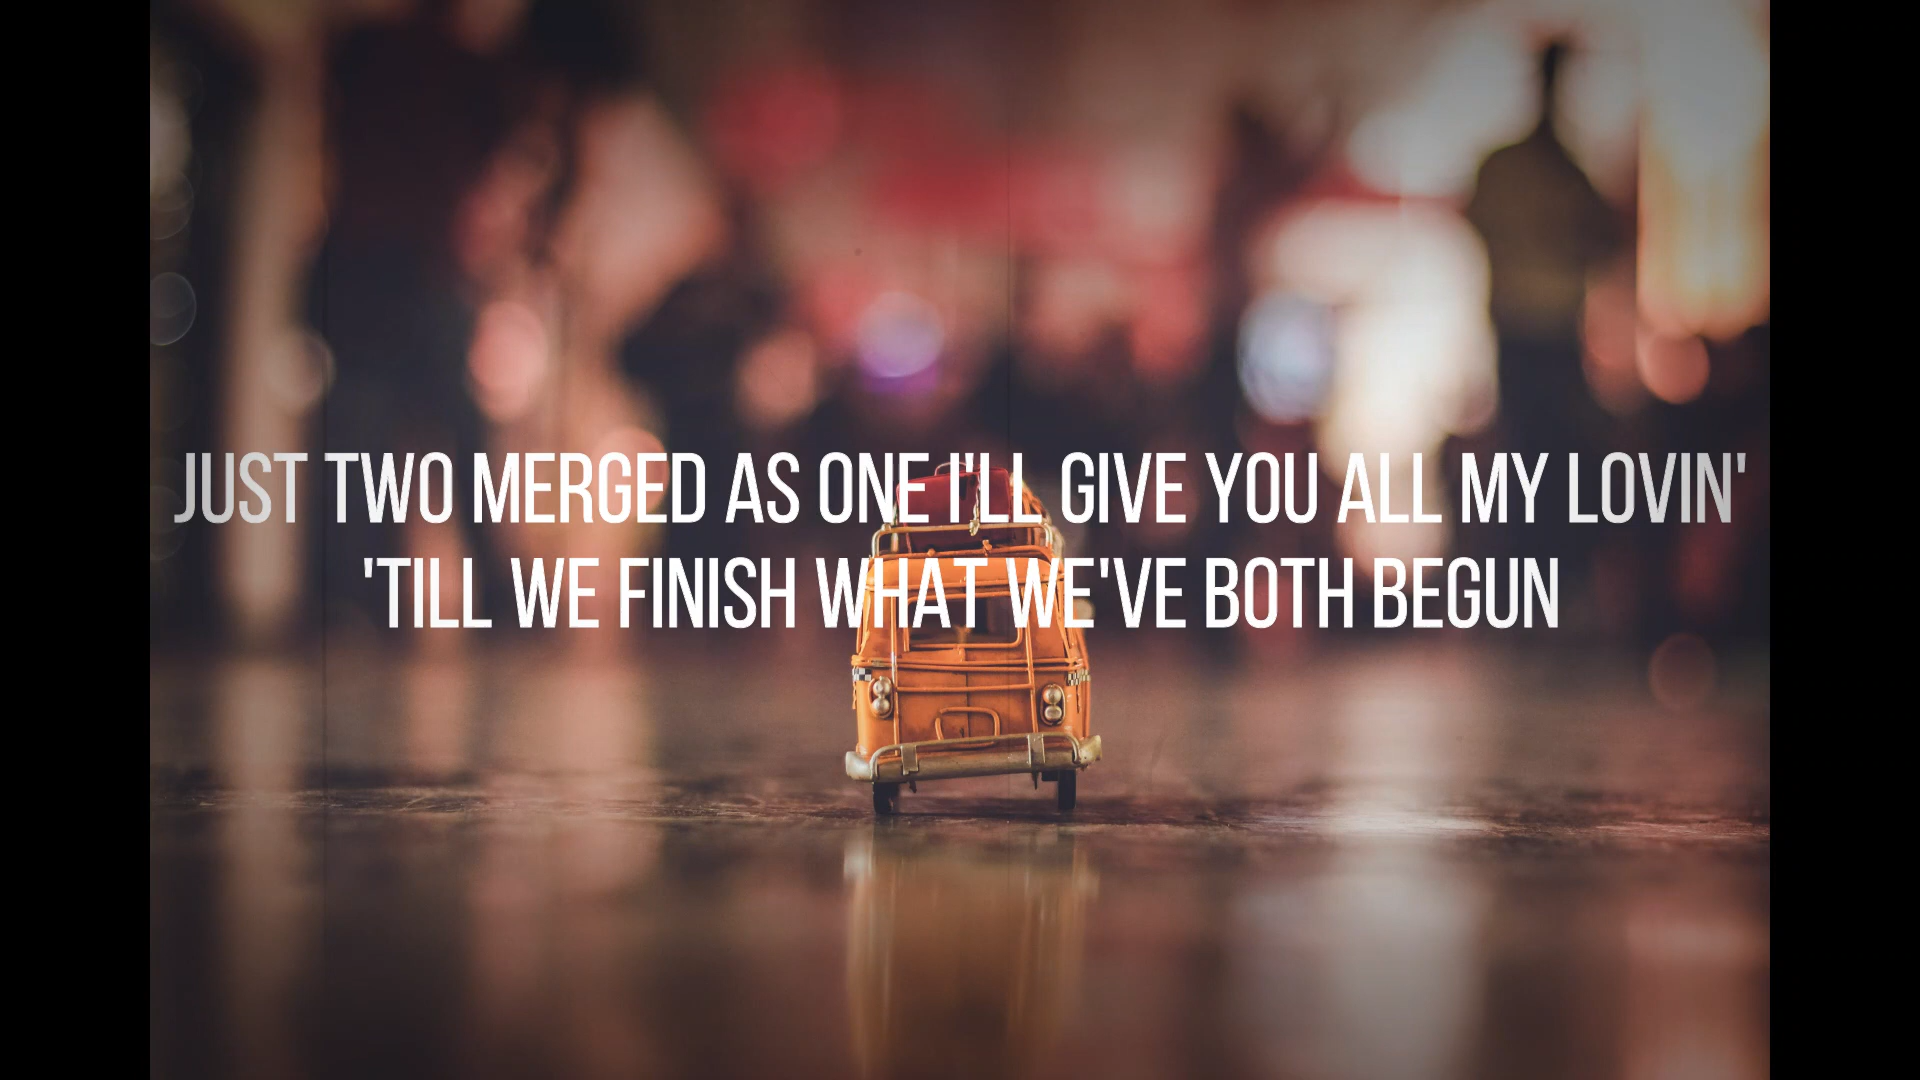 JUST TWO MERGED AS ONE I'LL GIVE YOU ALL MY LOVIN'
'TILL WE FINISH WHAT WE'VE BOTH BEGUN